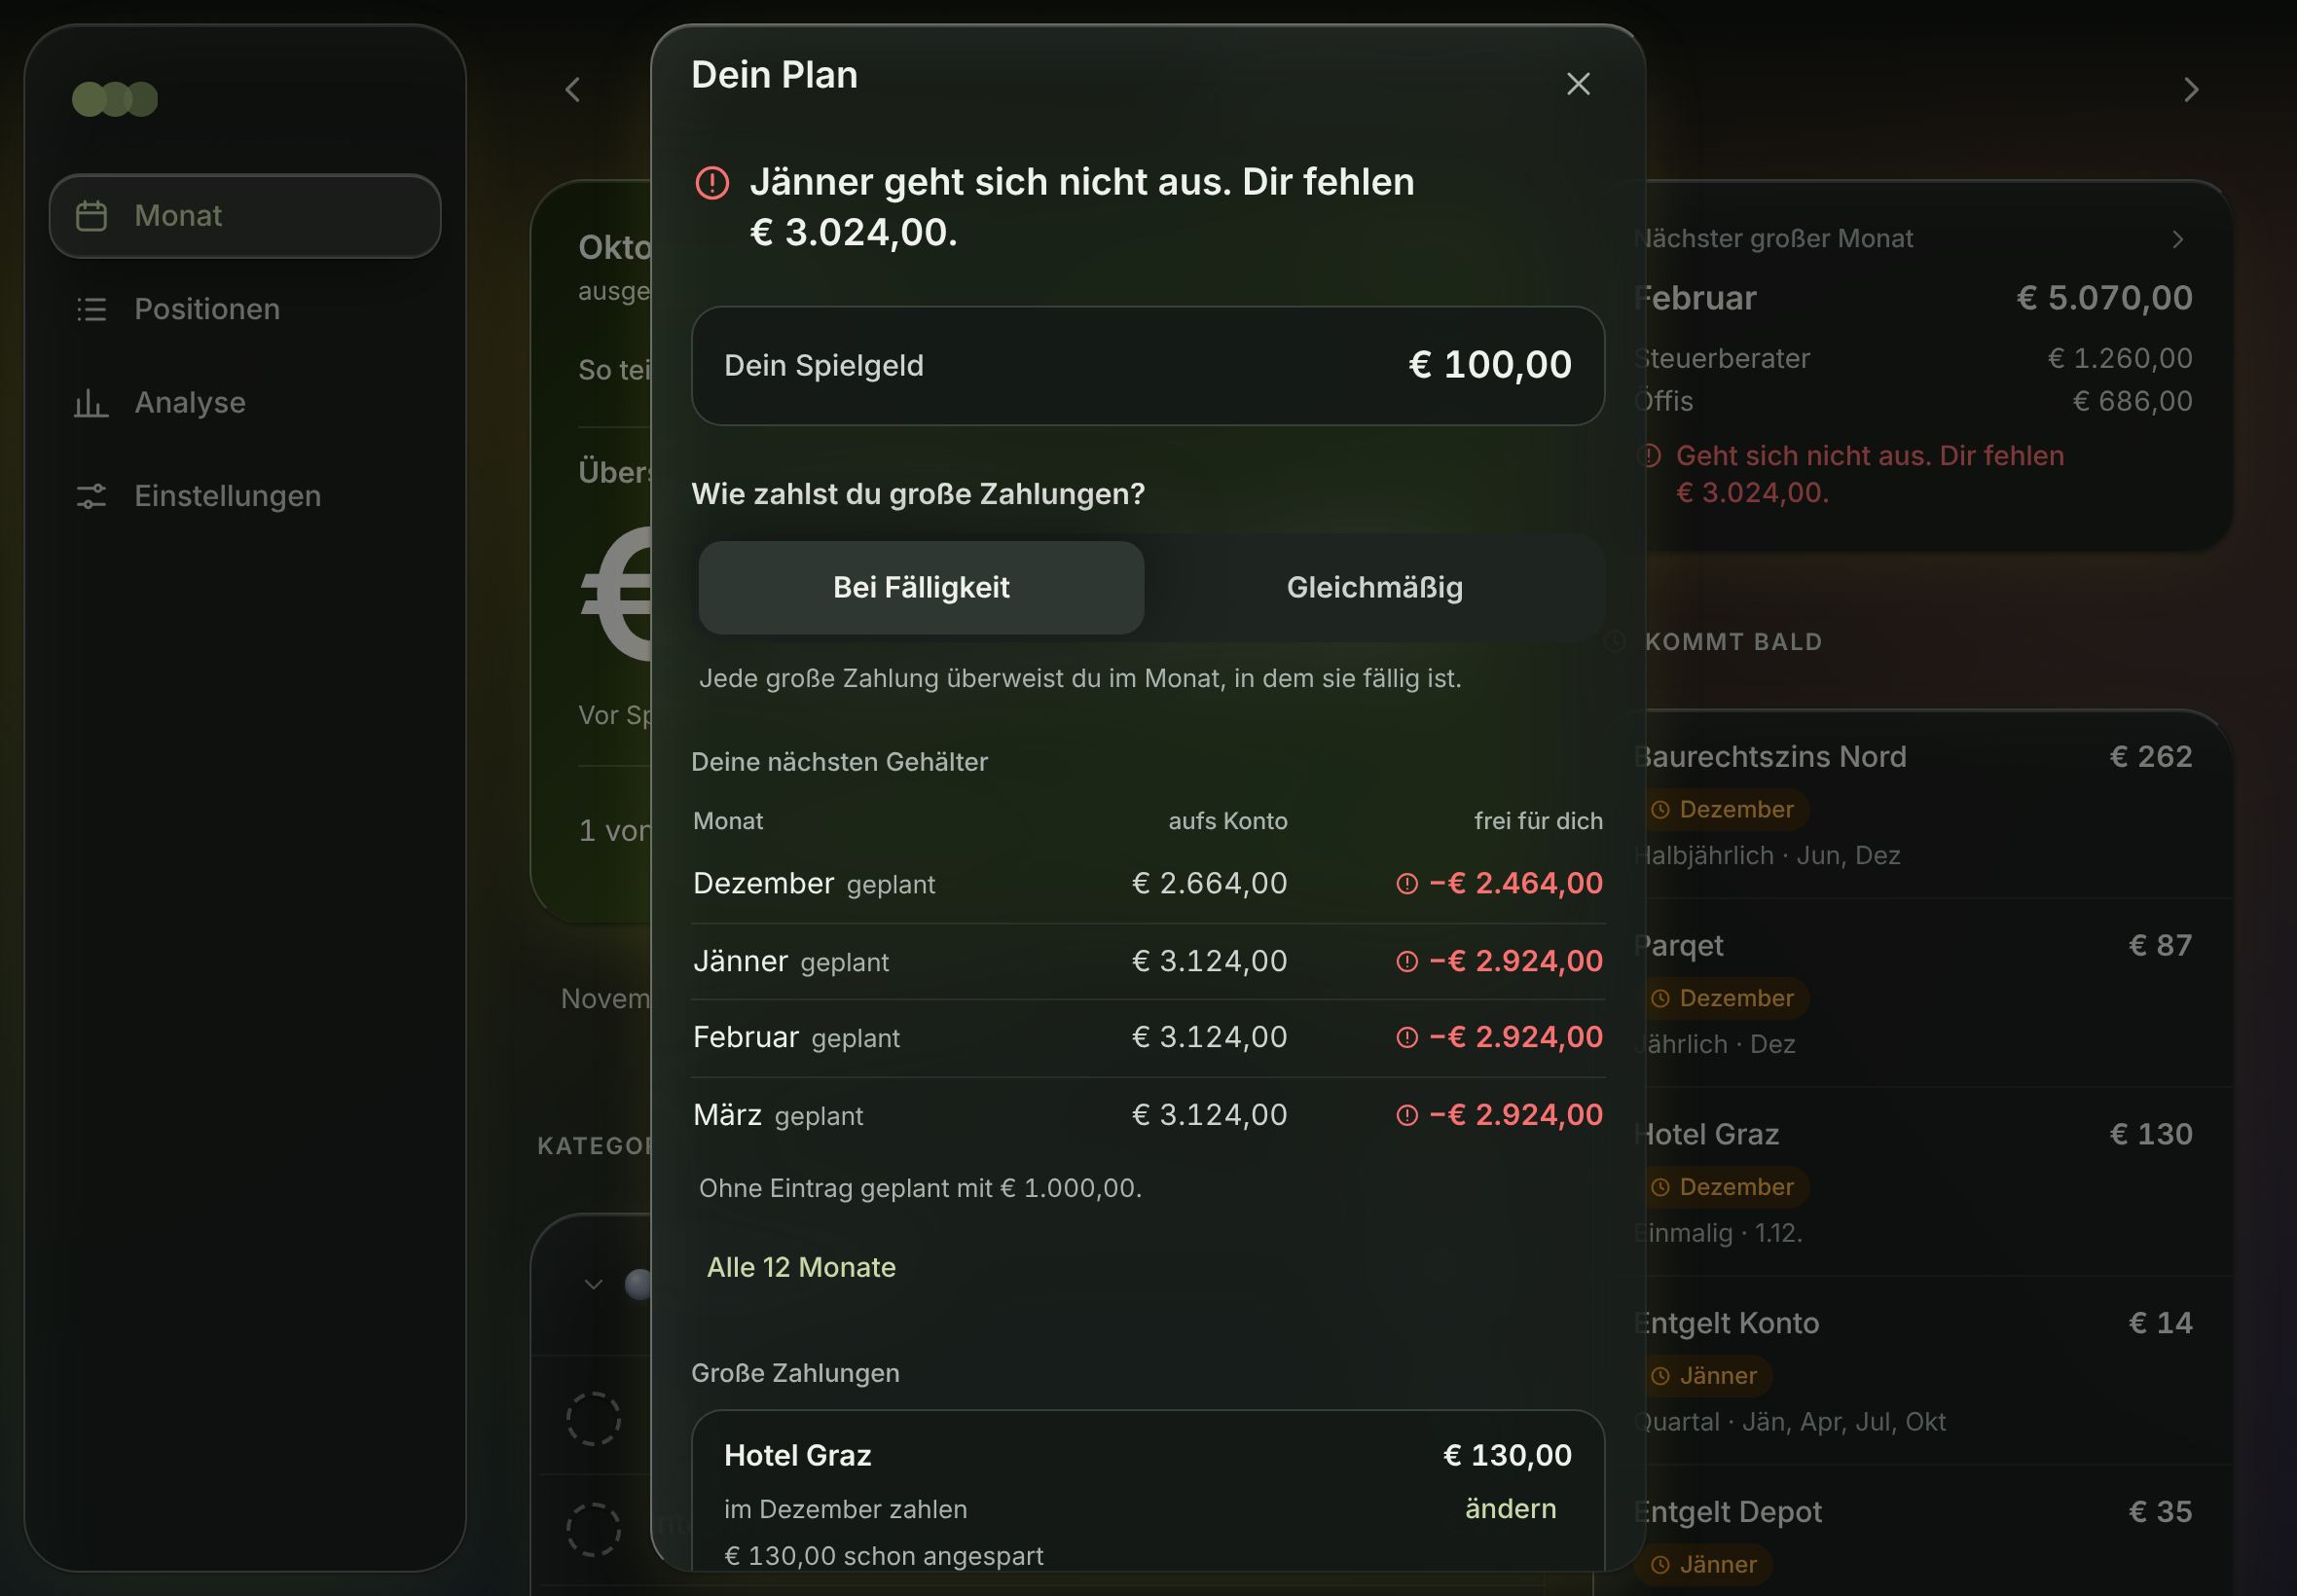 Monat
Positionen
Analyse
Einstellungen
Dein Plan
Jänner geht sich nicht aus. Dir fehlen
€ 3.024,00.
Dein Spielgeld € 100,00
Wie zahlst du große Zahlungen?
Bei Fälligkeit Gleichmäßig
Jede große Zahlung überweist du im Monat, in dem sie fällig ist.
Deine nächsten Gehälter
Monat aufs Konto frei für dich
Dezember geplant € 2.664,00 −€ 2.464,00
Jänner geplant € 3.124,00 −€ 2.924,00
Februar geplant € 3.124,00 −€ 2.924,00
März geplant € 3.124,00 −€ 2.924,00
Ohne Eintrag geplant mit € 1.000,00.
Alle 12 Monate
Große Zahlungen
Hotel Graz € 130,00
im Dezember zahlen ändern
€ 130,00 schon angespart
So
€
Vor
1
Nächster großer Monat
Februar € 5.070,00
Steuerberater € 1.260,00
Öffis € 686,00
Geht sich nicht aus. Dir fehlen
€ 3.024,00.
KOMMT BALD
Baurechtszins Nord € 262
Dezember
Halbjährlich · Jun, Dez
Parqet € 87
Dezember
Jährlich · Dez
Hotel Graz € 130
Dezember
Einmalig · 1.12.
Entgelt Konto € 14
Jänner
Quartal · Jän, Apr, Jul, Okt
Entgelt Depot € 35
Jänner